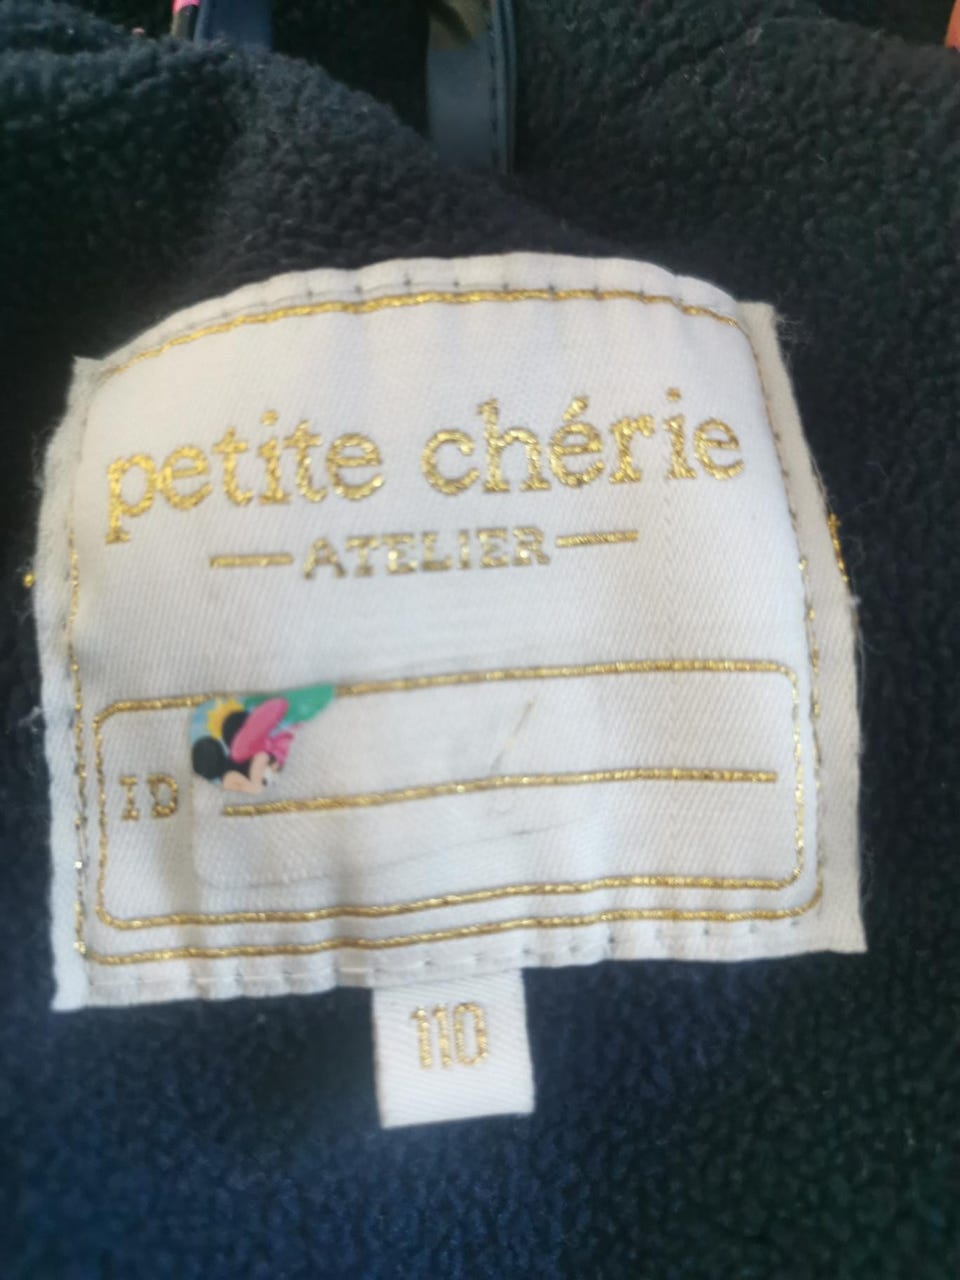 petite chérie
ATELIER
ID
110